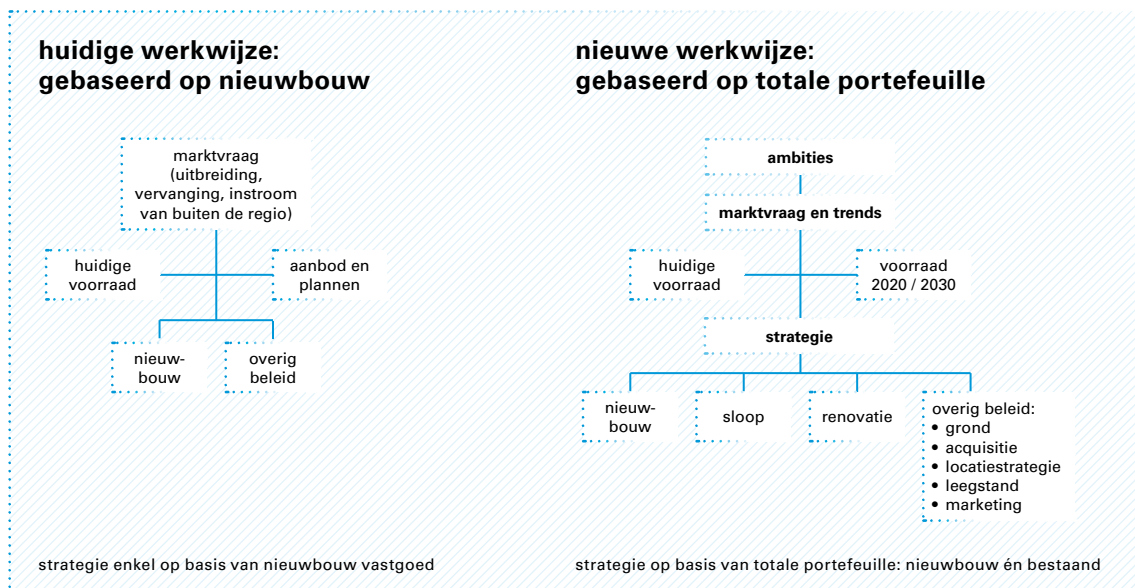 huidige werkwijze:
gebaseerd op nieuwbouw
marktvraag
(uitbreiding,
vervanging, instroom
van buiten de regio)
huidige
voorraad
aanbod en
plannen
nieuw-
bouw
overig
beleid
strategie enkel op basis van nieuwbouw vastgoed
nieuwe werkwijze:
gebaseerd op totale portefeuille
ambities
marktvraag en trends
huidige
voorraad
voorraad
2020 / 2030
strategie
nieuw-
bouw
sloop
renovatie
overig beleid:
• grond
• acquisitie
• locatiestrategie
• leegstand
• marketing
strategie op basis van totale portefeuille: nieuwbouw én bestaand